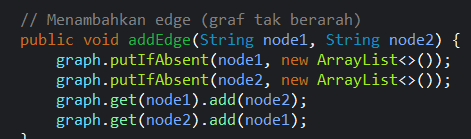 // Menambahkan edge (graf tak berarah)
public void addEdge(String node1, String node2) {
graph.putIfAbsent(node1, new ArrayList<>());
graph.putIfAbsent(node2, new ArrayList<>());
graph.get(node1).add(node2);
graph.get(node2).add(node1);
}